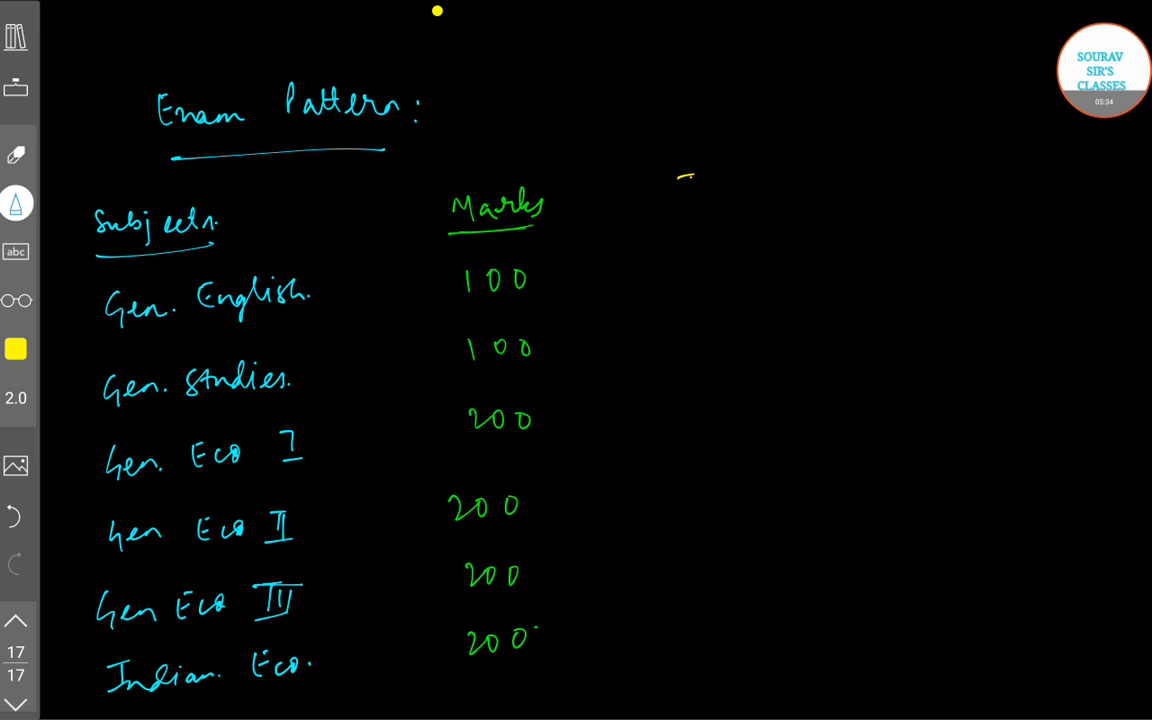 SOURAV
SIR'S
CLASSES
05:34
Exam Pattern:
Subjects. Marks
Gen. English. 100
Gen. Studies. 100
Gen. Eco I 200
Gen Eco II 200
Gen Eco III 200
Indian. Eco. 200
abc
2.0
17
17